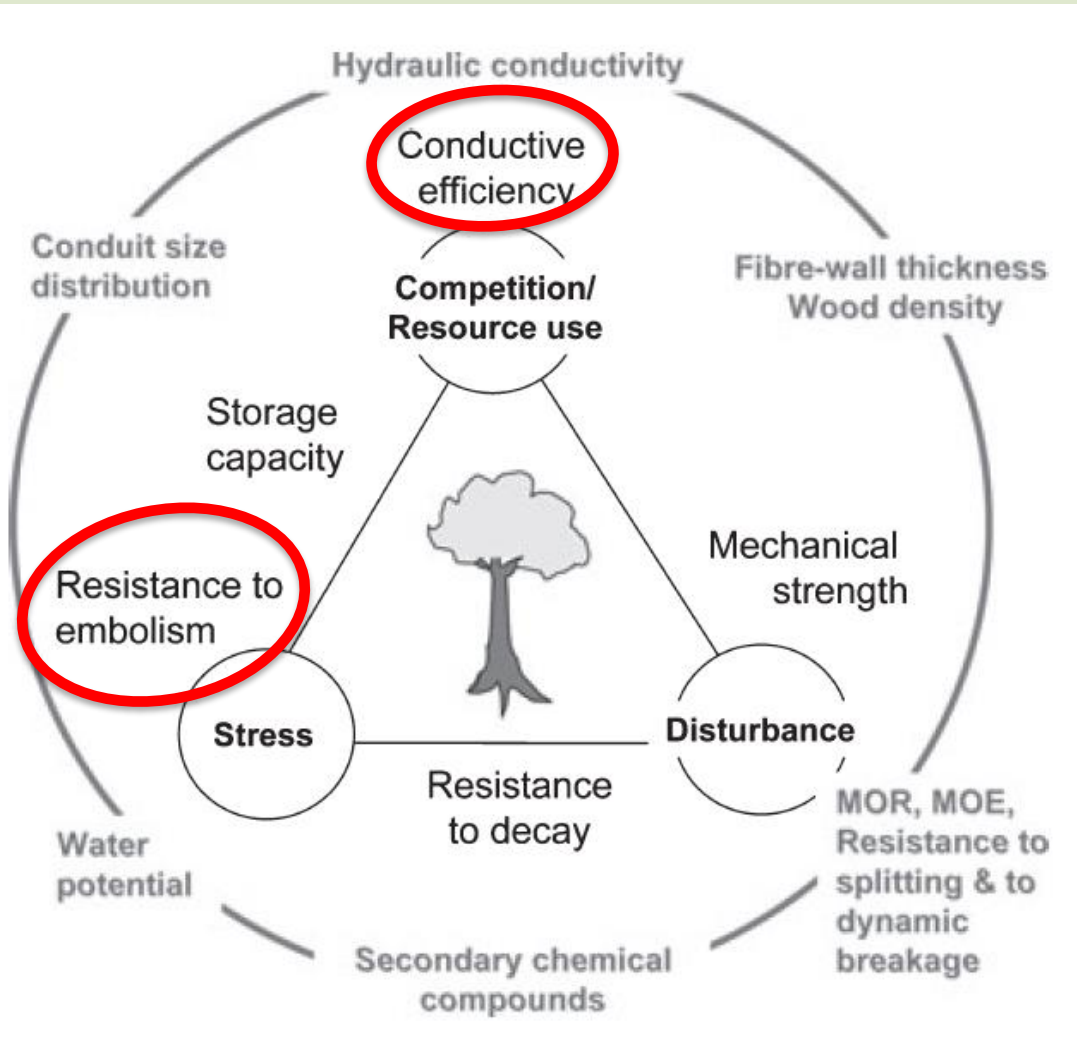 Hydraulic conductivity
Conductive
efficiency
Conduit size
distribution
Fibre-wall thickness
Wood density
Competition/
Resource use
Storage
capacity
Mechanical
strength
Resistance to
embolism
Stress
Disturbance
Resistance
to decay
MOR, MOE,
Resistance to
splitting & to
dynamic
breakage
Water
potential
Secondary chemical
compounds